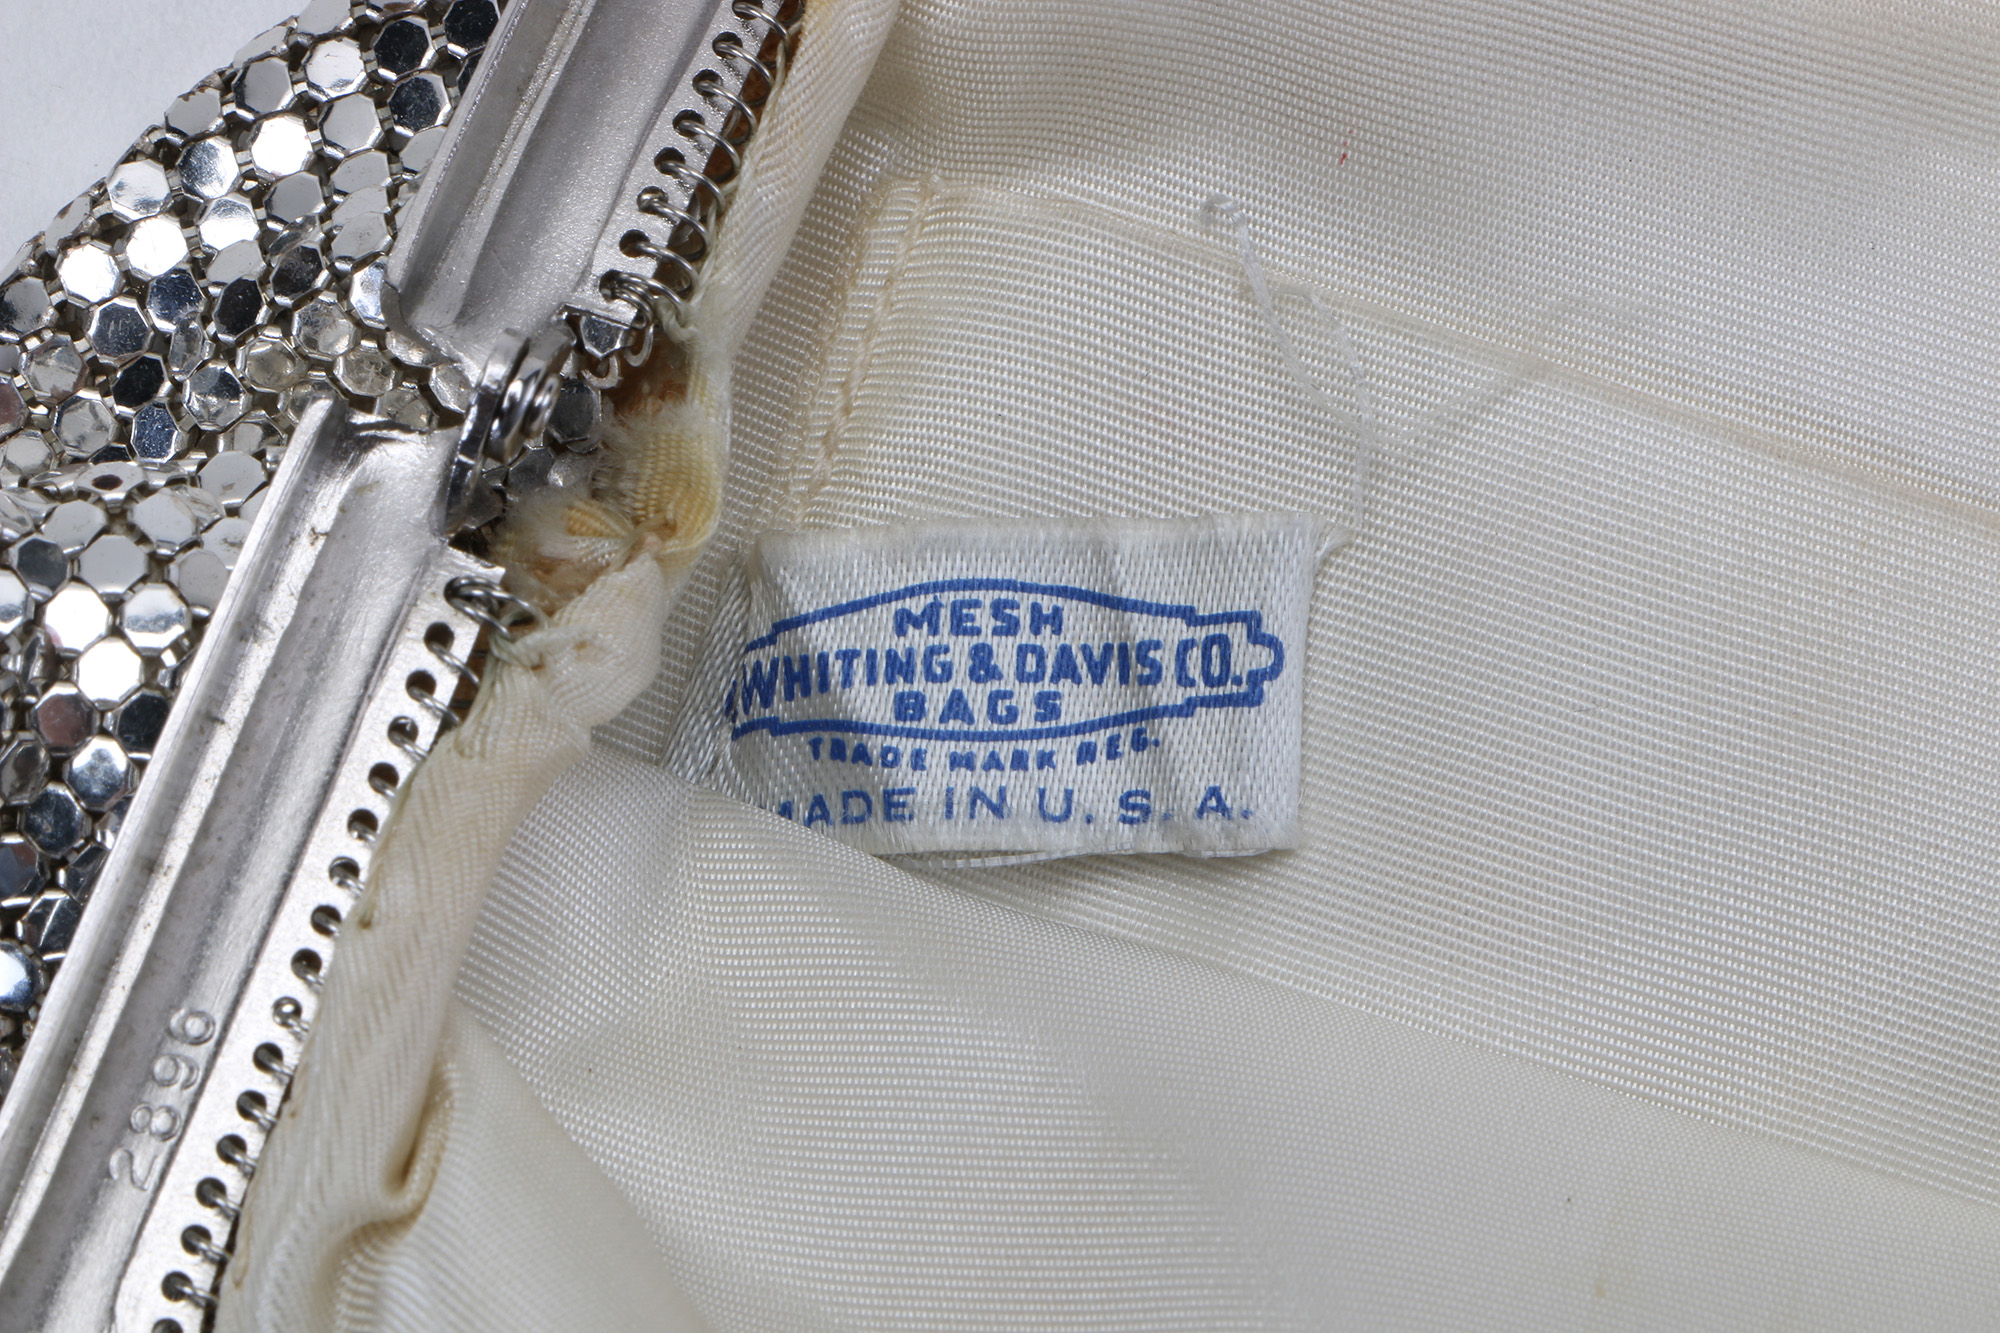 MESH
WHITING & DAVIS CO.
BAGS
TRADE MARK REG.
MADE IN U. S. A.
2896